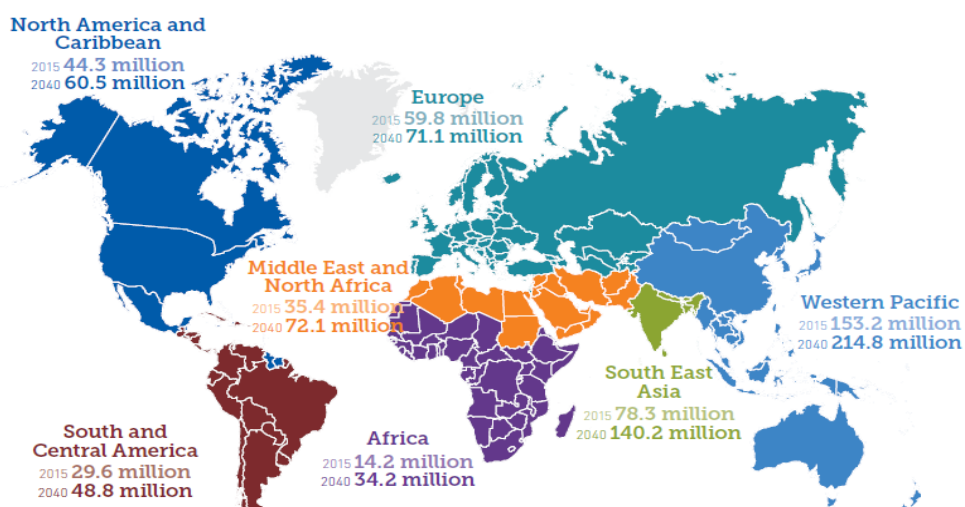 North America and
Caribbean
2015 44.3 million
2040 60.5 million
Europe
2015 59.8 million
2040 71.1 million
Middle East and
North Africa
2015 35.4 million
2040 72.1 million
Western Pacific
2015 153.2 million
2040 214.8 million
South East
Asia
2015 78.3 million
2040 140.2 million
South and
Central America
2015 29.6 million
2040 48.8 million
Africa
2015 14.2 million
2040 34.2 million